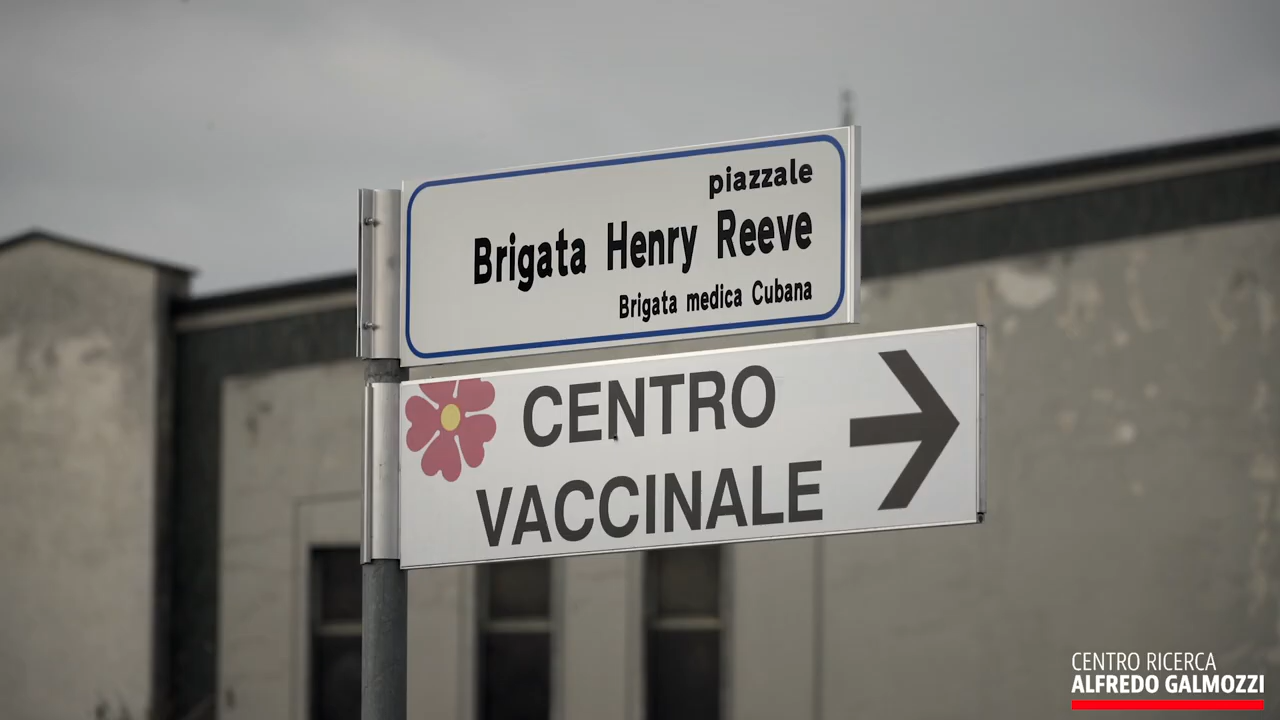 piazzale
Brigata Henry Reeve
Brigata medica Cubana
CENTRO
VACCINALE
CENTRO RICERCA
ALFREDO GALMOZZI